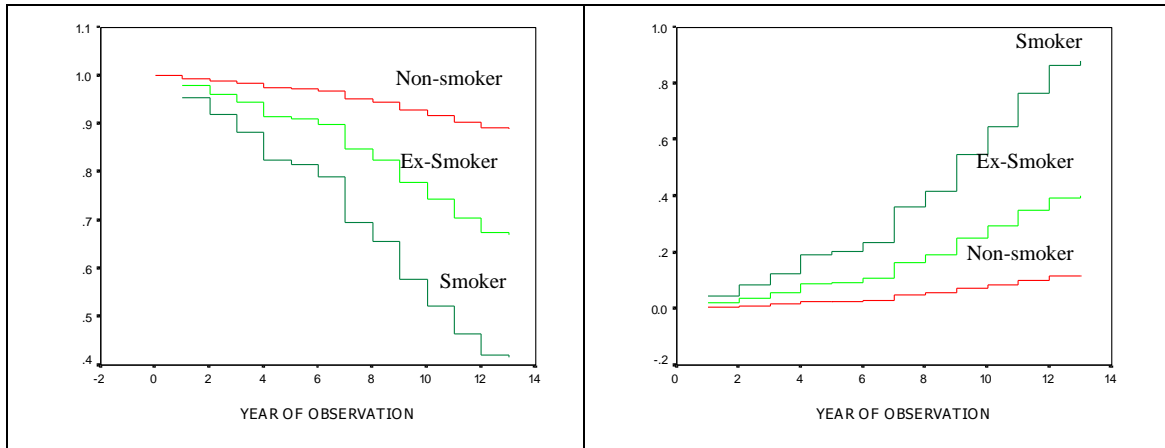 1.1
1.0
.9
.8
.7
.6
.5
.4
Non-smoker
Ex-Smoker
Smoker
-2 0 2 4 6 8 10 12 14
YEAR OF OBSERVATION
1.0
.8
.6
.4
.2
0.0
-.2
Smoker
Ex-Smoker
Non-smoker
0 2 4 6 8 10 12 14
YEAR OF OBSERVATION